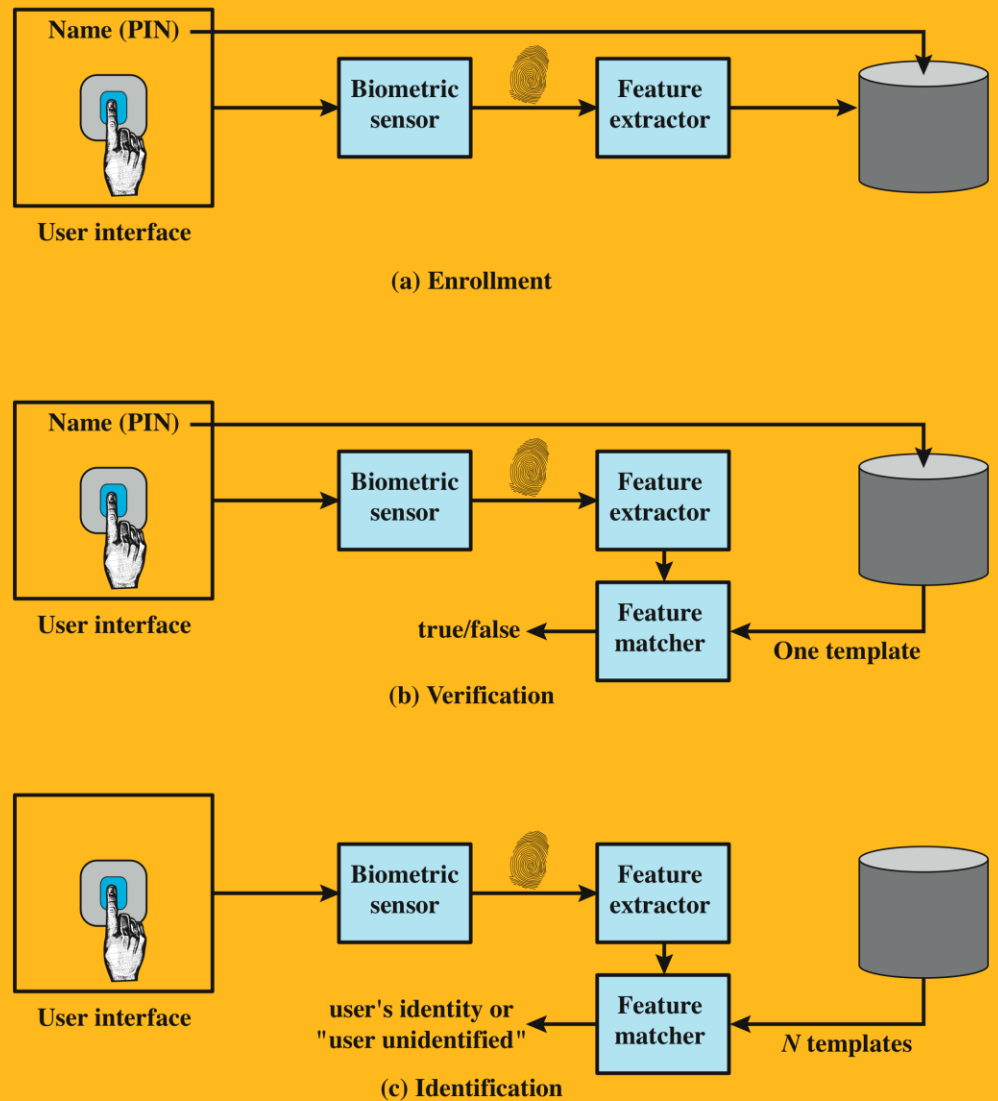 Name (PIN)
Biometric
sensor
Feature
extractor
User interface
(a) Enrollment
Name (PIN)
Biometric
sensor
Feature
extractor
User interface
true/false
Feature
matcher
One template
(b) Verification
Biometric
sensor
Feature
extractor
User interface
user's identity or
"user unidentified"
Feature
matcher
N templates
(c) Identification